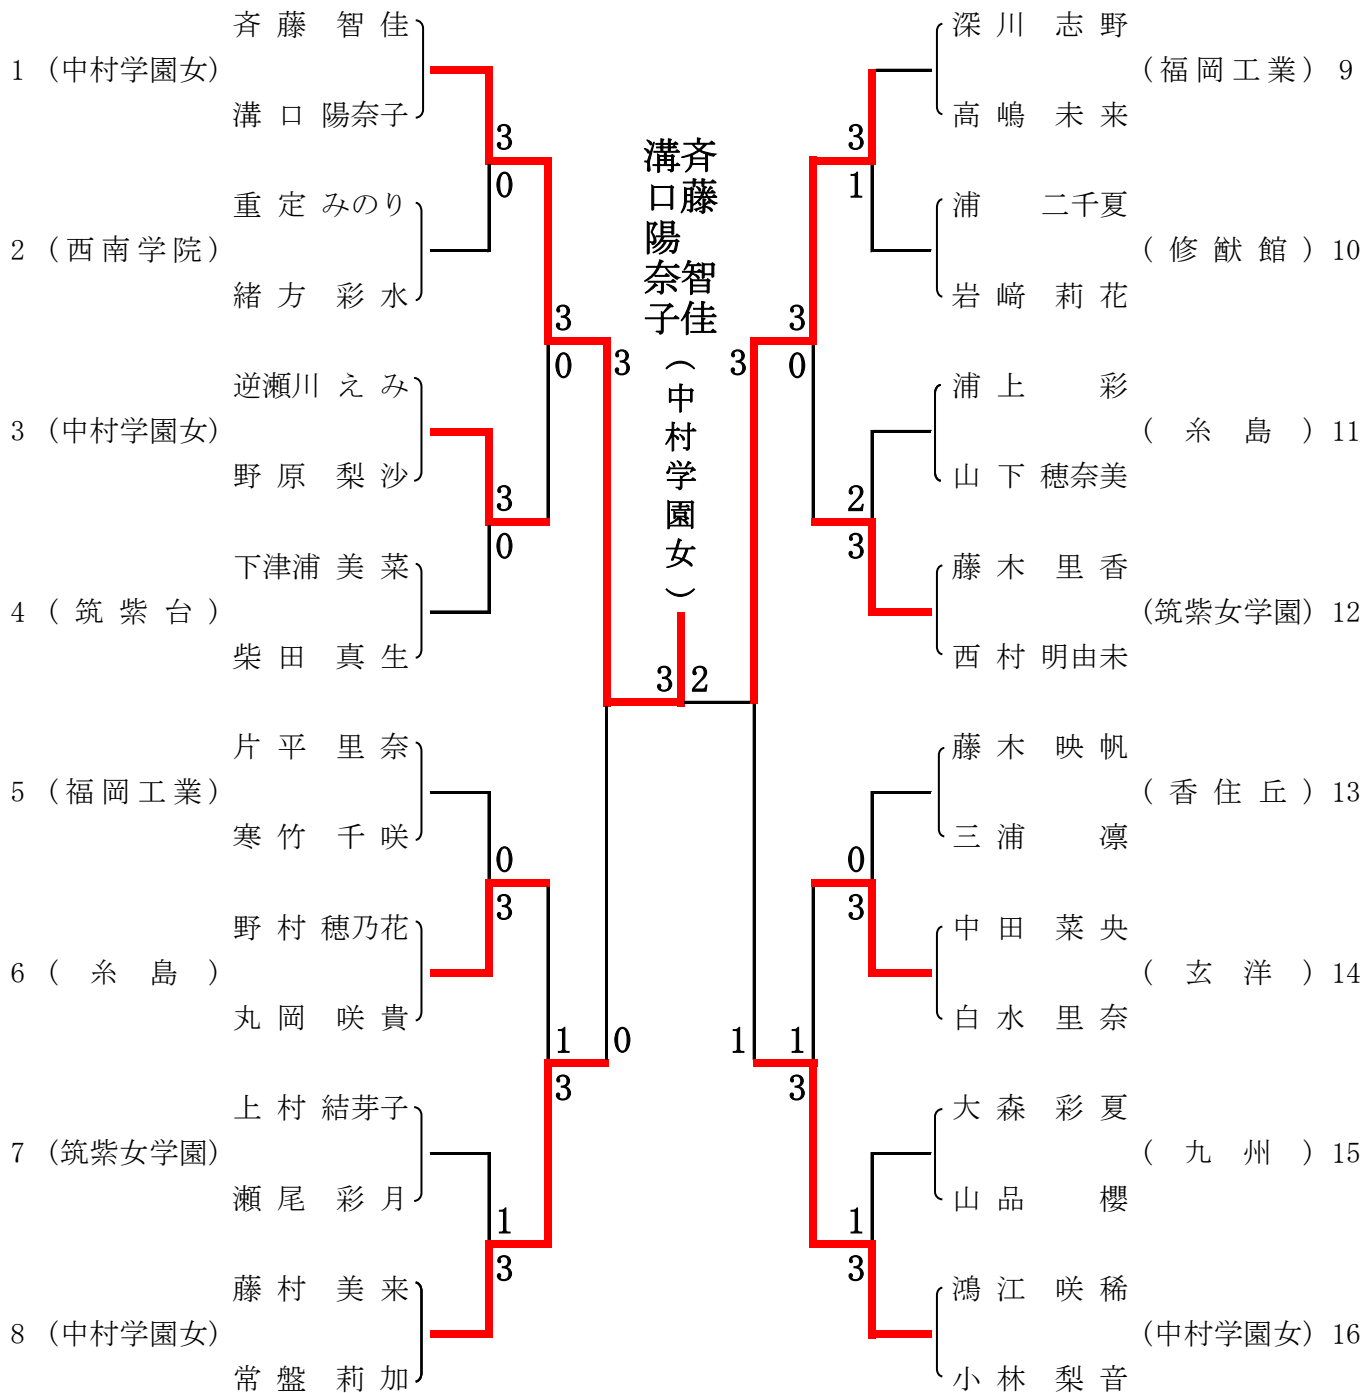 斉藤 智佳
1 (中村学園女)
溝口 陽奈子
3
0
重定 みのり
2 (西南学院)
緒方 彩水
3
0
逆瀬川 えみ
3 (中村学園女)
野原 梨沙
3
0
下津浦 美菜
4 (筑紫台)
柴田 真生
3
片平 里奈
5 (福岡工業)
寒竹 千咲
0
3
野村 穂乃花
6 (糸島)
丸岡 咲貴
1
3
0
上村 結芽子
7 (筑紫女学園)
瀬尾 彩月
1
3
藤村 美来
8 (中村学園女)
常盤 莉加
斉藤 智佳
溝口陽奈子
(中村学園女)
3 2
深川 志野
(福岡工業) 9
高嶋 未来
3
1
浦 二千夏
(修猷館) 10
岩﨑 莉花
3
3
0
浦上 彩
(糸島) 11
山下 穂奈美
2
3
藤木 里香
(筑紫女学園) 12
西村 明由未
藤木 映帆
(香住丘) 13
三浦 凛
0
3
中田 菜央
(玄洋) 14
白水 里奈
1
1
3
大森 彩夏
(九州) 15
山品 櫻
1
3
鴻江 咲稀
(中村学園女) 16
小林 梨音